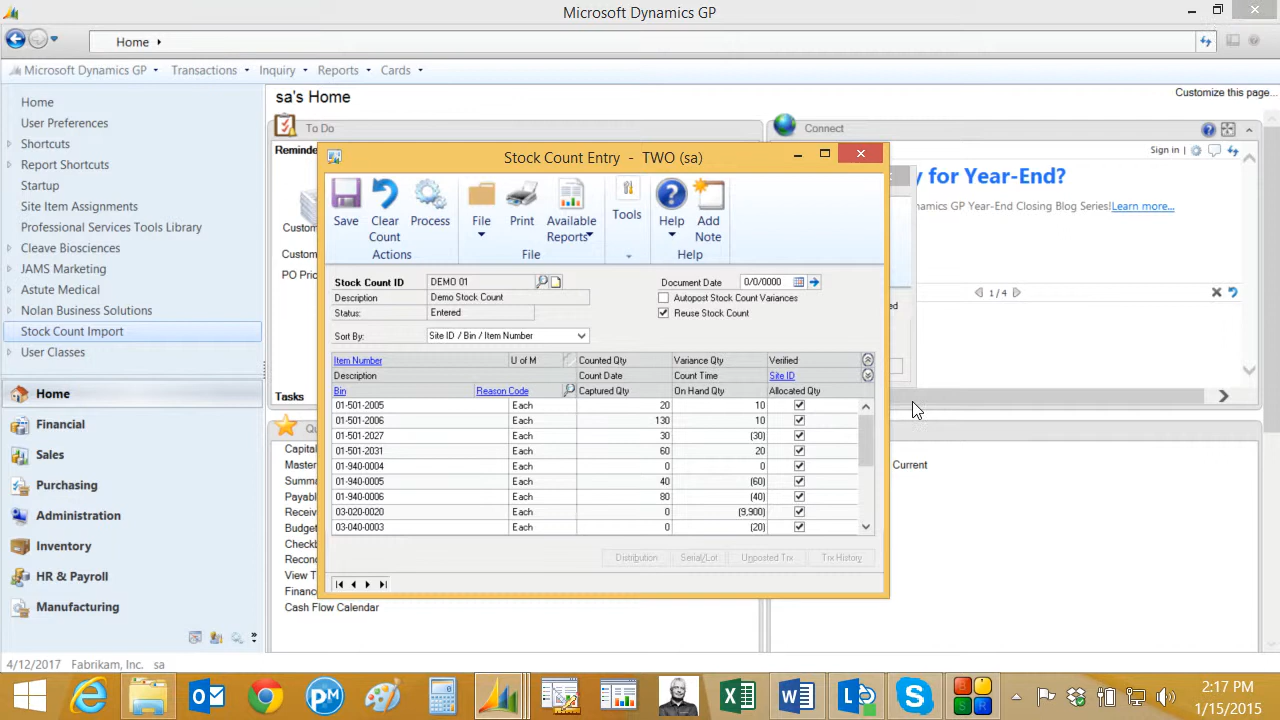 Microsoft Dynamics GP
Home
Microsoft Dynamics GP Transactions Inquiry Reports Cards
Home
User Preferences
Shortcuts
Report Shortcuts
Startup
Site Item Assignments
Professional Services Tools Library
Cleave Biosciences
JAMS Marketing
Astute Medical
Nolan Business Solutions
Stock Count Import
User Classes
Home
Financial
Sales
Purchasing
Administration
Inventory
HR & Payroll
Manufacturing
4/12/2017 Fabrikam, Inc. sa
sa's Home
Customize this page...
To Do
Connect
Sign in
y for Year-End?
namics GP Year-End Closing Blog Series!Learn more...
1/4
PO Price
Tasks
Current
Cash Flow Calendar
Stock Count Entry - TWO (sa)
Save
Clear Count
Process
Actions
File
Print
Available Reports
File
Tools
Help
Add Note
Help
Stock Count ID DEMO 01 Document Date 0/0/0000
Description Demo Stock Count Autopost Stock Count Variances
Status: Entered Reuse Stock Count
Sort By: Site ID / Bin / Item Number
Item Number U of M Counted Qty Variance Qty Verified
Description Count Date Count Time Site ID
Bin Reason Code Captured Qty On Hand Qty Allocated Qty
01-501-2005 Each 20 10
01-501-2006 Each 130 10
01-501-2027 Each 30 (30)
01-501-2031 Each 60 20
01-940-0004 Each 0 0
01-940-0005 Each 40 (60)
01-940-0006 Each 80 (40)
03-020-0020 Each 0 (9,900)
03-040-0003 Each 0 (20)
Distribution Serial/Lot Unposted Trx Trx History
2:17 PM
1/15/2015